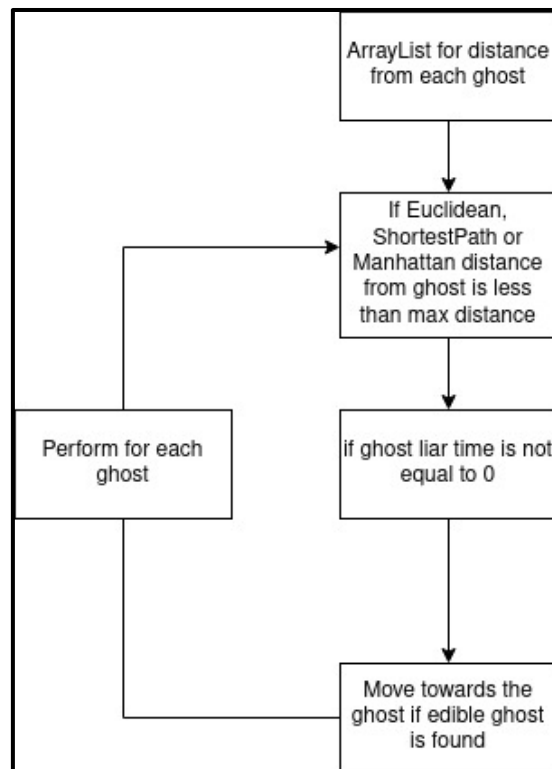 ArrayList for distance
from each ghost
If Euclidean,
ShortestPath or
Manhattan distance
from ghost is less
than max distance
Perform for each
ghost
if ghost liar time is not
equal to 0
Move towards the
ghost if edible ghost
is found